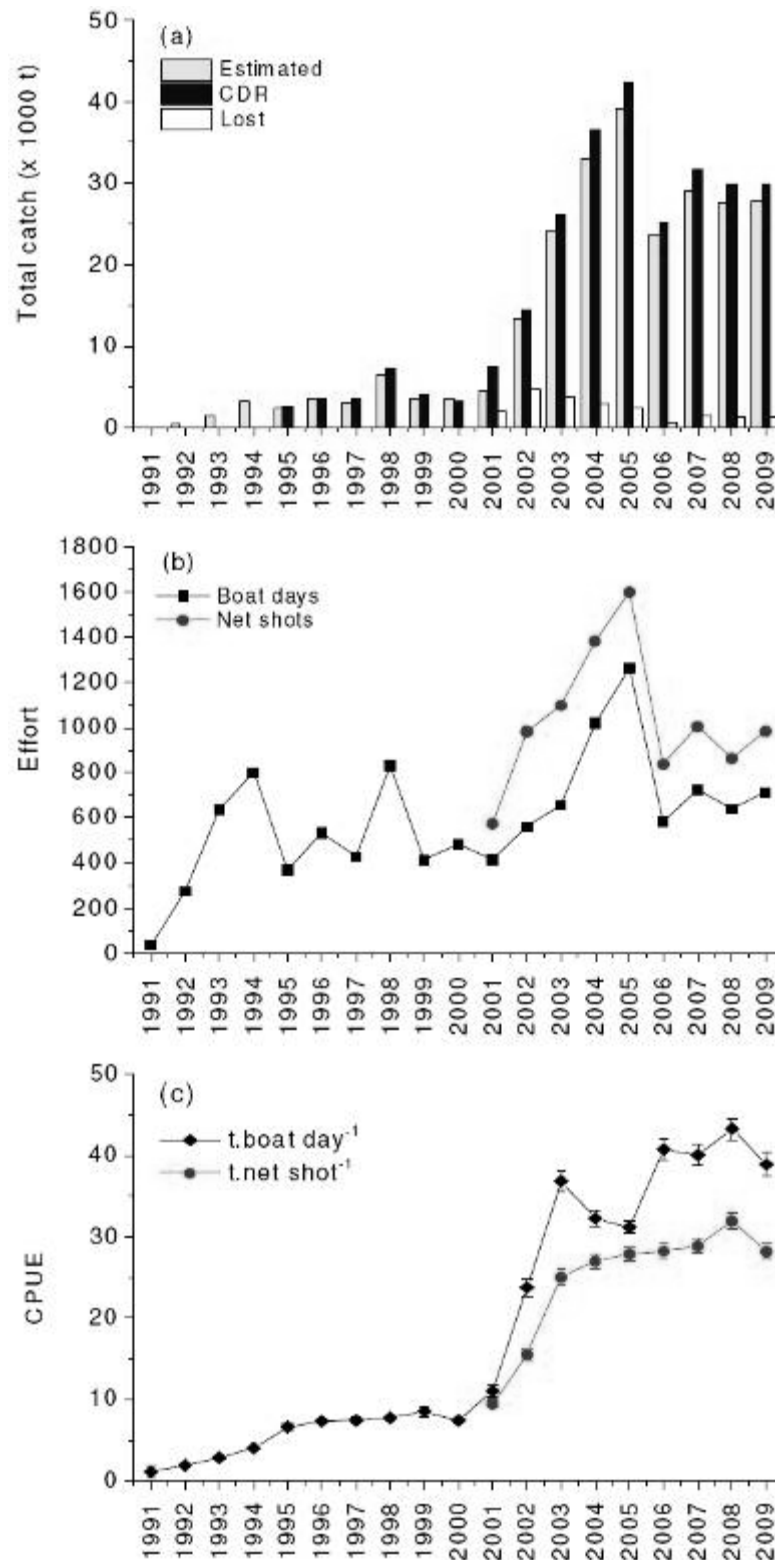 (a)
Estimated
CDR
Lost
Total catch (x 1000 t)
50
40
30
20
10
0
1991 1992 1993 1994 1995 1996 1997 1998 1999 2000 2001 2002 2003 2004 2005 2006 2007 2008 2009
(b)
Boat days
Net shots
Effort
1800
1600
1400
1200
1000
800
600
400
200
0
1991 1992 1993 1994 1995 1996 1997 1998 1999 2000 2001 2002 2003 2004 2005 2006 2007 2008 2009
(c)
t.boat day⁻¹
t.net shot⁻¹
CPUE
50
40
30
20
10
0
1991 1992 1993 1994 1995 1996 1997 1998 1999 2000 2001 2002 2003 2004 2005 2006 2007 2008 2009